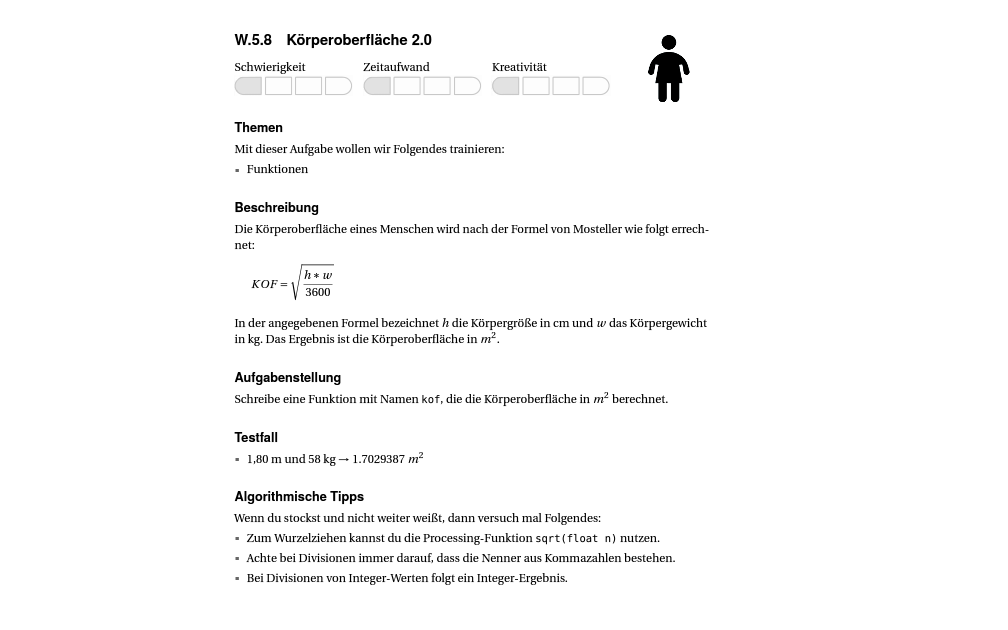 W.5.8 Körperoberfläche 2.0
Schwierigkeit Zeitaufwand Kreativität
Themen
Mit dieser Aufgabe wollen wir Folgendes trainieren:
▪ Funktionen
Beschreibung
Die Körperoberfläche eines Menschen wird nach der Formel von Mosteller wie folgt errech-
net:
KOF = √(h ∗ w / 3600)
In der angegebenen Formel bezeichnet h die Körpergröße in cm und w das Körpergewicht
in kg. Das Ergebnis ist die Körperoberfläche in m².
Aufgabenstellung
Schreibe eine Funktion mit Namen kof, die die Körperoberfläche in m² berechnet.
Testfall
▪ 1,80 m und 58 kg → 1.7029387 m²
Algorithmische Tipps
Wenn du stockst und nicht weiter weißt, dann versuch mal Folgendes:
▪ Zum Wurzelziehen kannst du die Processing-Funktion sqrt(float n) nutzen.
▪ Achte bei Divisionen immer darauf, dass die Nenner aus Kommazahlen bestehen.
▪ Bei Divisionen von Integer-Werten folgt ein Integer-Ergebnis.